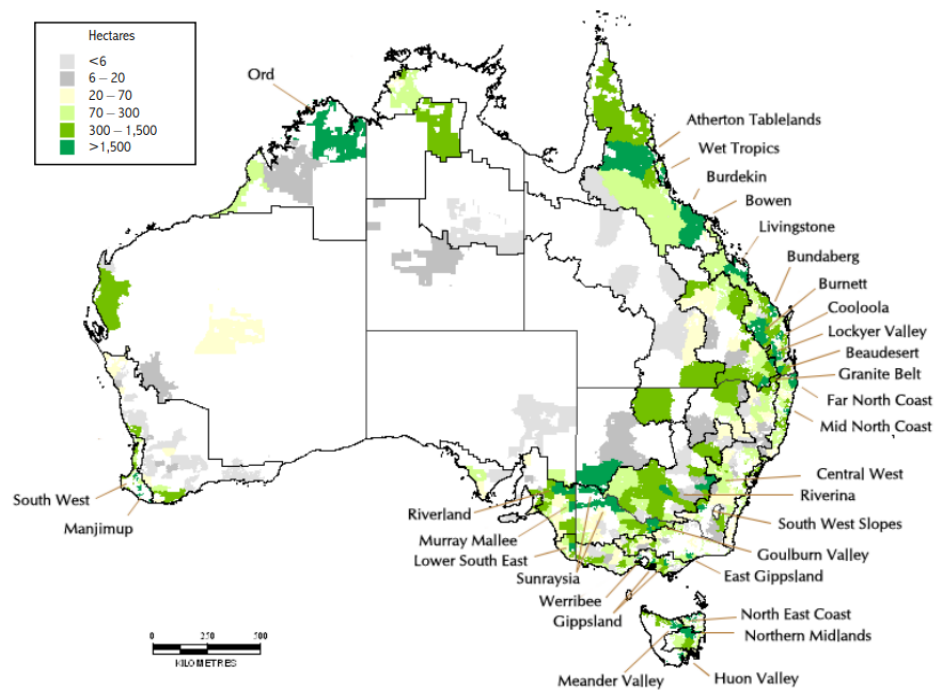 Hectares
<6
6 – 20
20 – 70
70 – 300
300 – 1,500
>1,500
Ord
Atherton Tablelands
Wet Tropics
Burdekin
Bowen
Livingstone
Bundaberg
Burnett
Cooloola
Lockyer Valley
Beaudesert
Granite Belt
Far North Coast
Mid North Coast
Central West
South West
Riverina
Riverland
Manjimup
South West Slopes
Murray Mallee
Goulburn Valley
Lower South East
East Gippsland
Sunraysia
Werribee
Gippsland
North East Coast
Northern Midlands
Meander Valley
Huon Valley
0 250 500
KILOMETRES